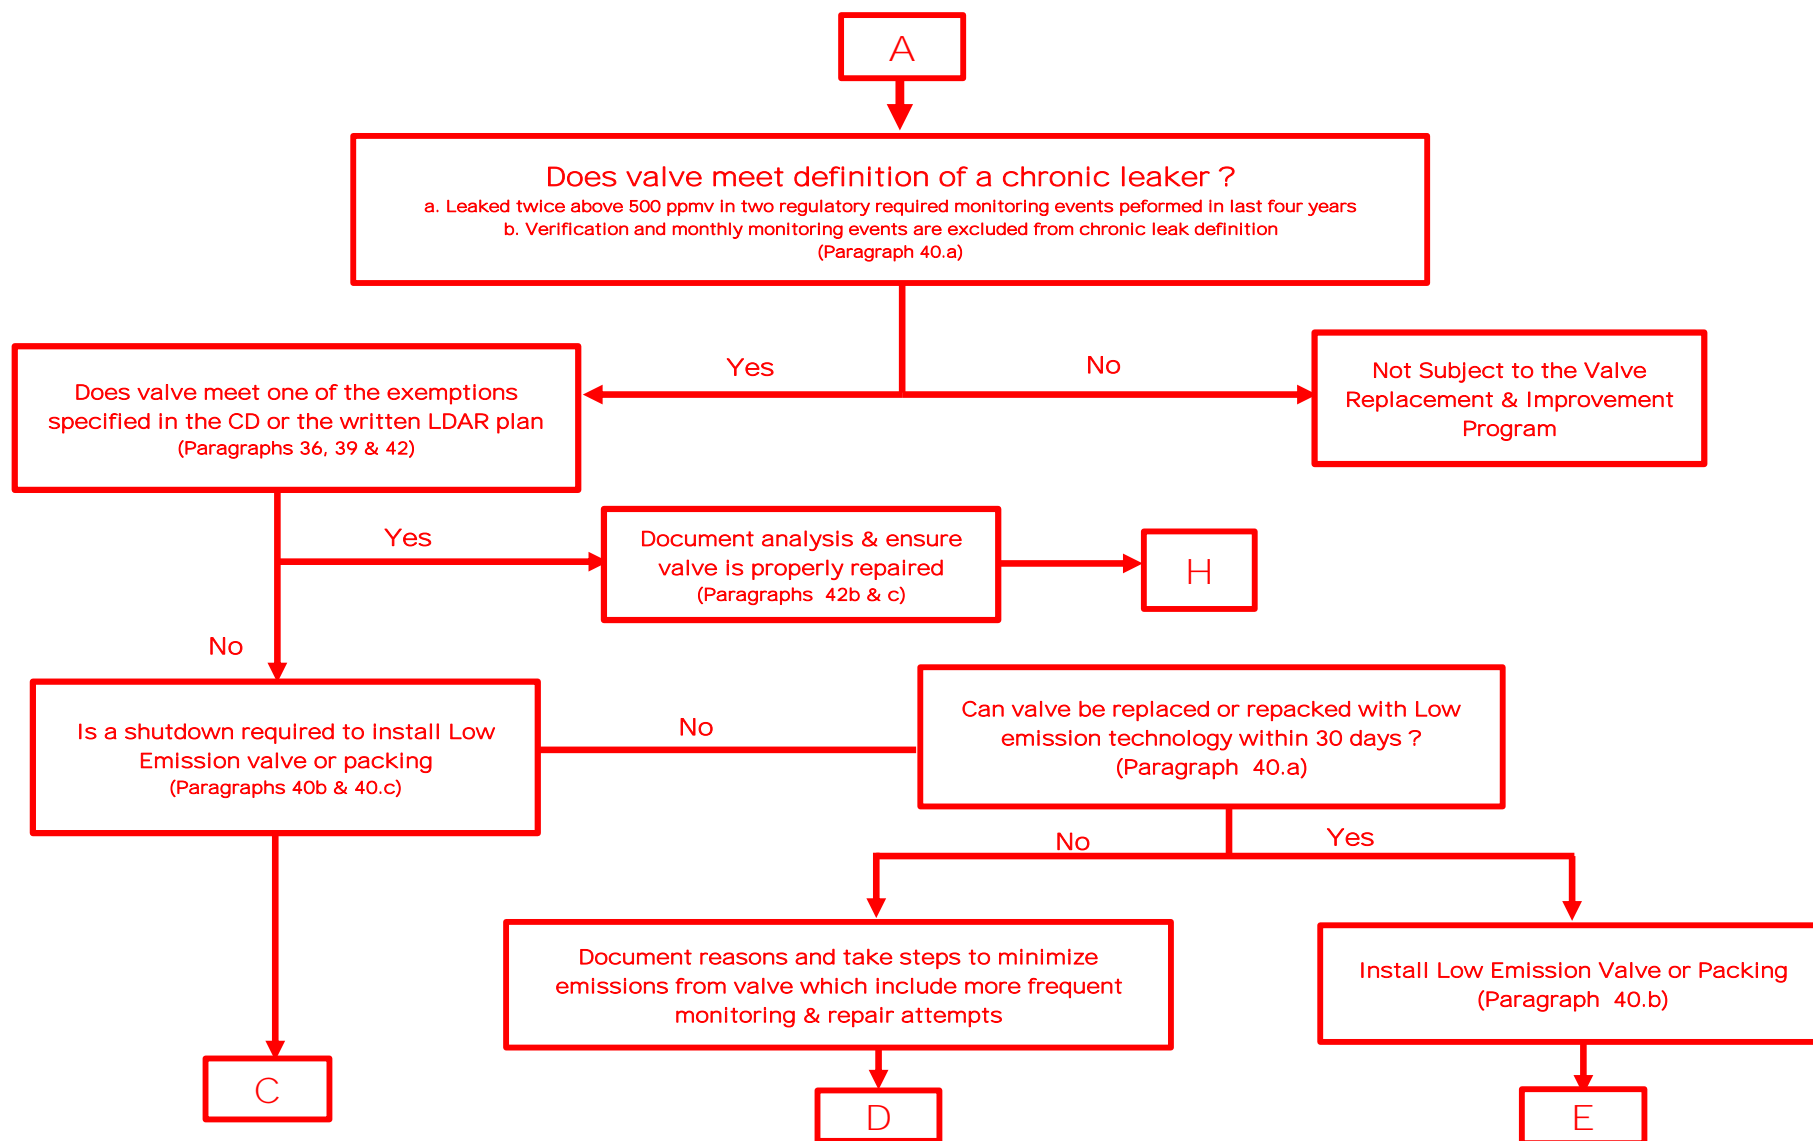 A
Does valve meet definition of a chronic leaker ?
a. Leaked twice above 500 ppmv in two regulatory required monitoring events peformed in last four years
b. Verification and monthly monitoring events are excluded from chronic leak definition
(Paragraph 40.a)
Yes
No
Does valve meet one of the exemptions
specified in the CD or the written LDAR plan
(Paragraphs 36, 39 & 42)
Not Subject to the Valve
Replacement & Improvement
Program
Yes
Document analysis & ensure
valve is properly repaired
(Paragraphs 42b & c)
H
No
Is a shutdown required to install Low
Emission valve or packing
(Paragraphs 40b & 40.c)
No
Can valve be replaced or repacked with Low
emission technology within 30 days ?
(Paragraph 40.a)
No
Yes
Document reasons and take steps to minimize
emissions from valve which include more frequent
monitoring & repair attempts
Install Low Emission Valve or Packing
(Paragraph 40.b)
C
D
E